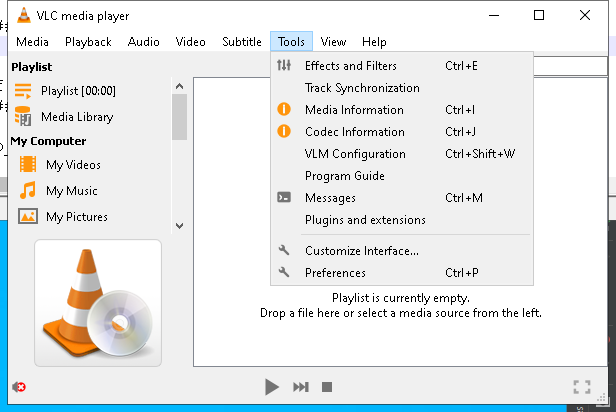 VLC media player
Media Playback Audio Video Subtitle Tools View Help
Playlist
Playlist [00:00]
Media Library
My Computer
My Videos
My Music
My Pictures
Effects and Filters Ctrl+E
Track Synchronization
Media Information Ctrl+I
Codec Information Ctrl+J
VLM Configuration Ctrl+Shift+W
Program Guide
Messages Ctrl+M
Plugins and extensions
Customize Interface...
Preferences Ctrl+P
Playlist is currently empty.
Drop a file here or select a media source from the left.